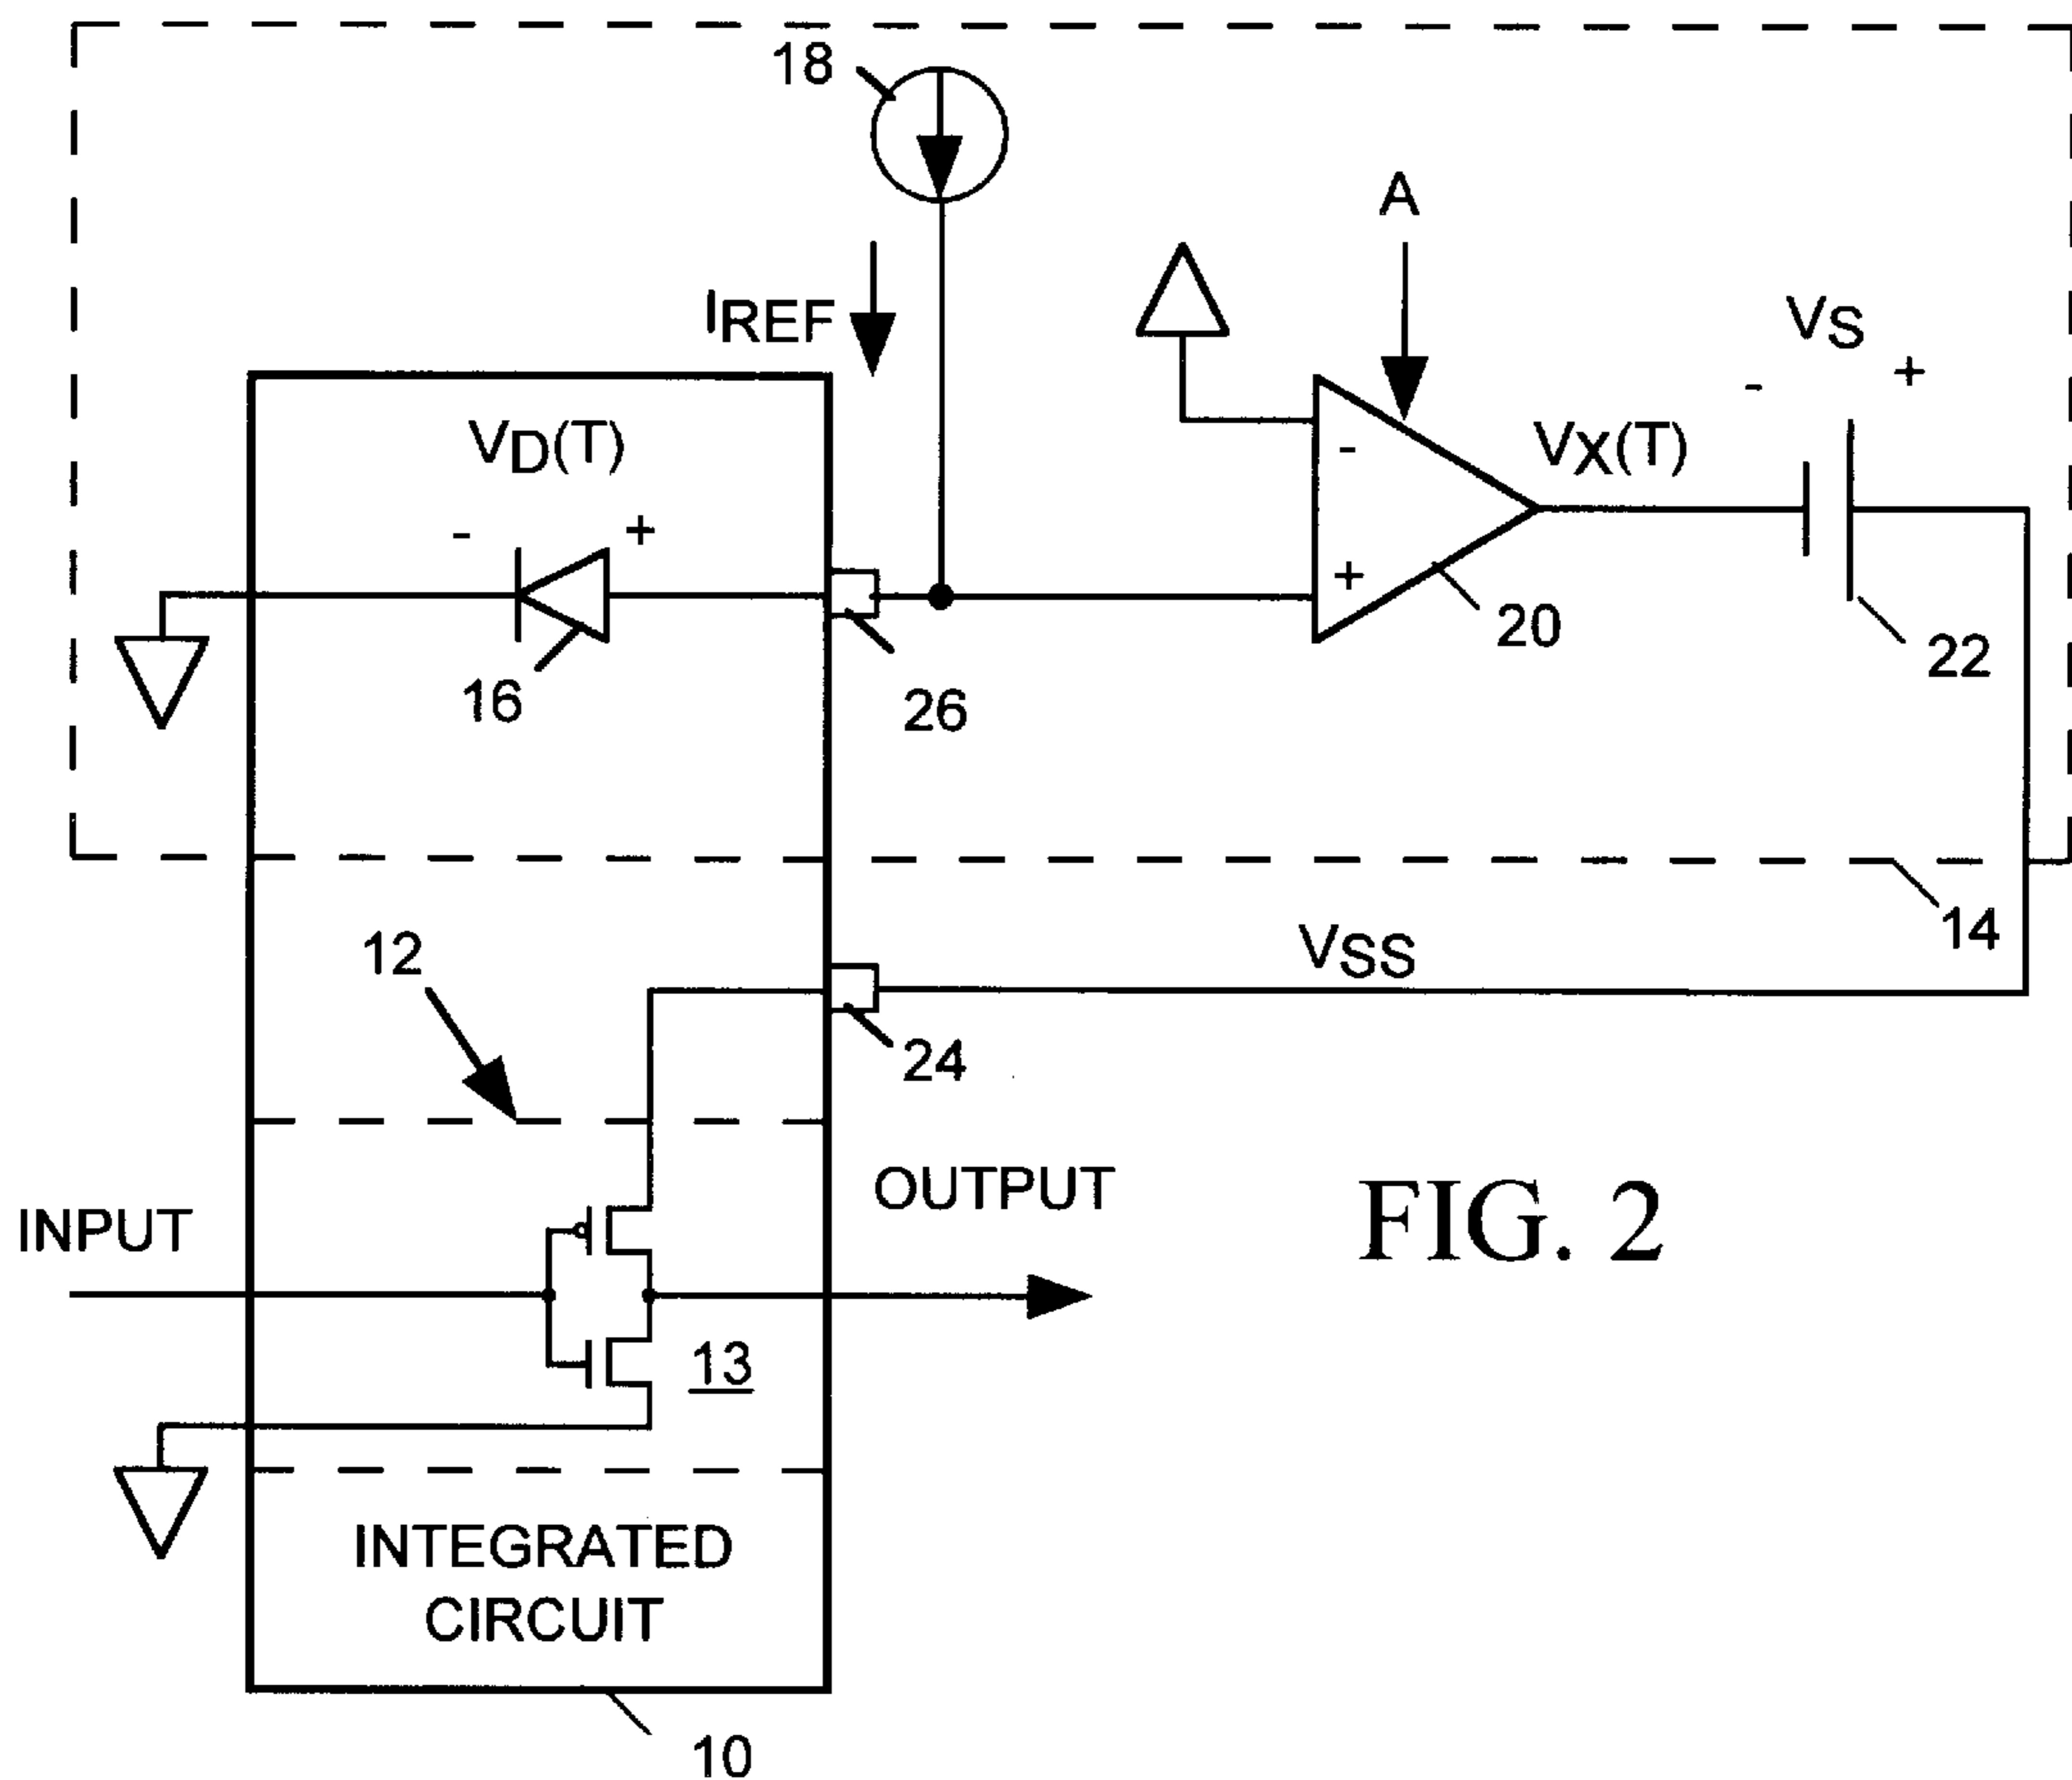 18
A
IREF
VS
- +
VD(T)
- +
-
+
VX(T)
16
26
20
22
14
12
VSS
24
INPUT
OUTPUT
FIG. 2
13
INTEGRATED
CIRCUIT
10